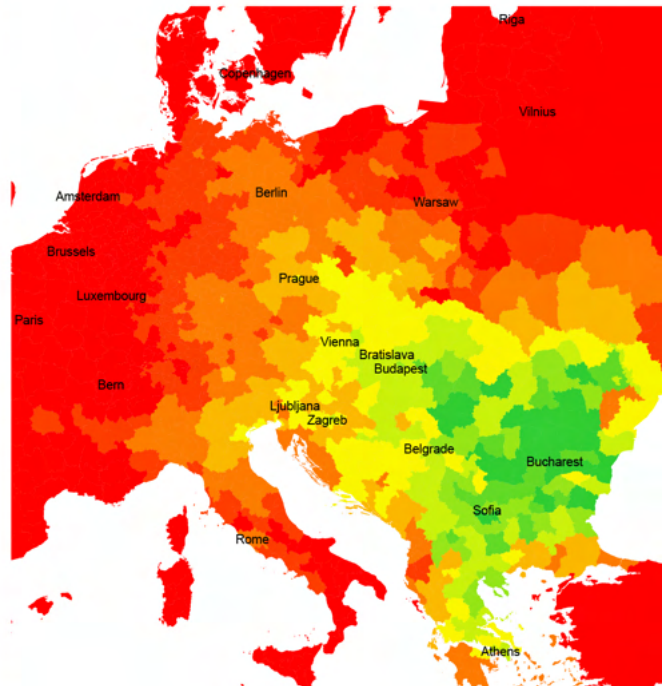 Riga
Copenhagen
Vilnius
Amsterdam
Berlin
Warsaw
Brussels
Prague
Luxembourg
Paris
Vienna
Bratislava
Budapest
Bern
Ljubljana
Zagreb
Belgrade
Bucharest
Sofia
Rome
Athens